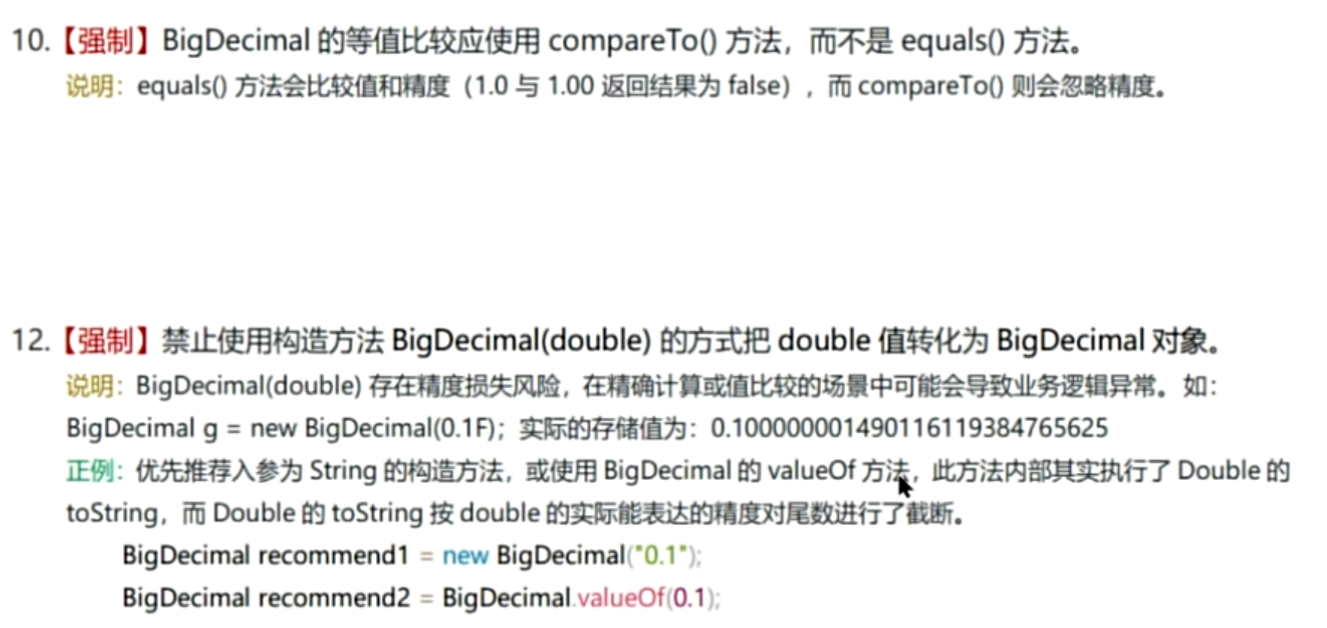 10.【强制】BigDecimal 的等值比较应使用 compareTo() 方法，而不是 equals() 方法。
说明：equals() 方法会比较值和精度（1.0 与 1.00 返回结果为 false），而 compareTo() 则会忽略精度。
12.【强制】禁止使用构造方法 BigDecimal(double) 的方式把 double 值转化为 BigDecimal 对象。
说明：BigDecimal(double) 存在精度损失风险，在精确计算或值比较的场景中可能会导致业务逻辑异常。如：
BigDecimal g = new BigDecimal(0.1F)；实际的存储值为：0.100000001490116119384765625
正例：优先推荐入参为 String 的构造方法，或使用 BigDecimal 的 valueOf 方法，此方法内部其实执行了 Double 的
toString，而 Double 的 toString 按 double 的实际能表达的精度对尾数进行了截断。
BigDecimal recommend1 = new BigDecimal("0.1");
BigDecimal recommend2 = BigDecimal.valueOf(0.1);